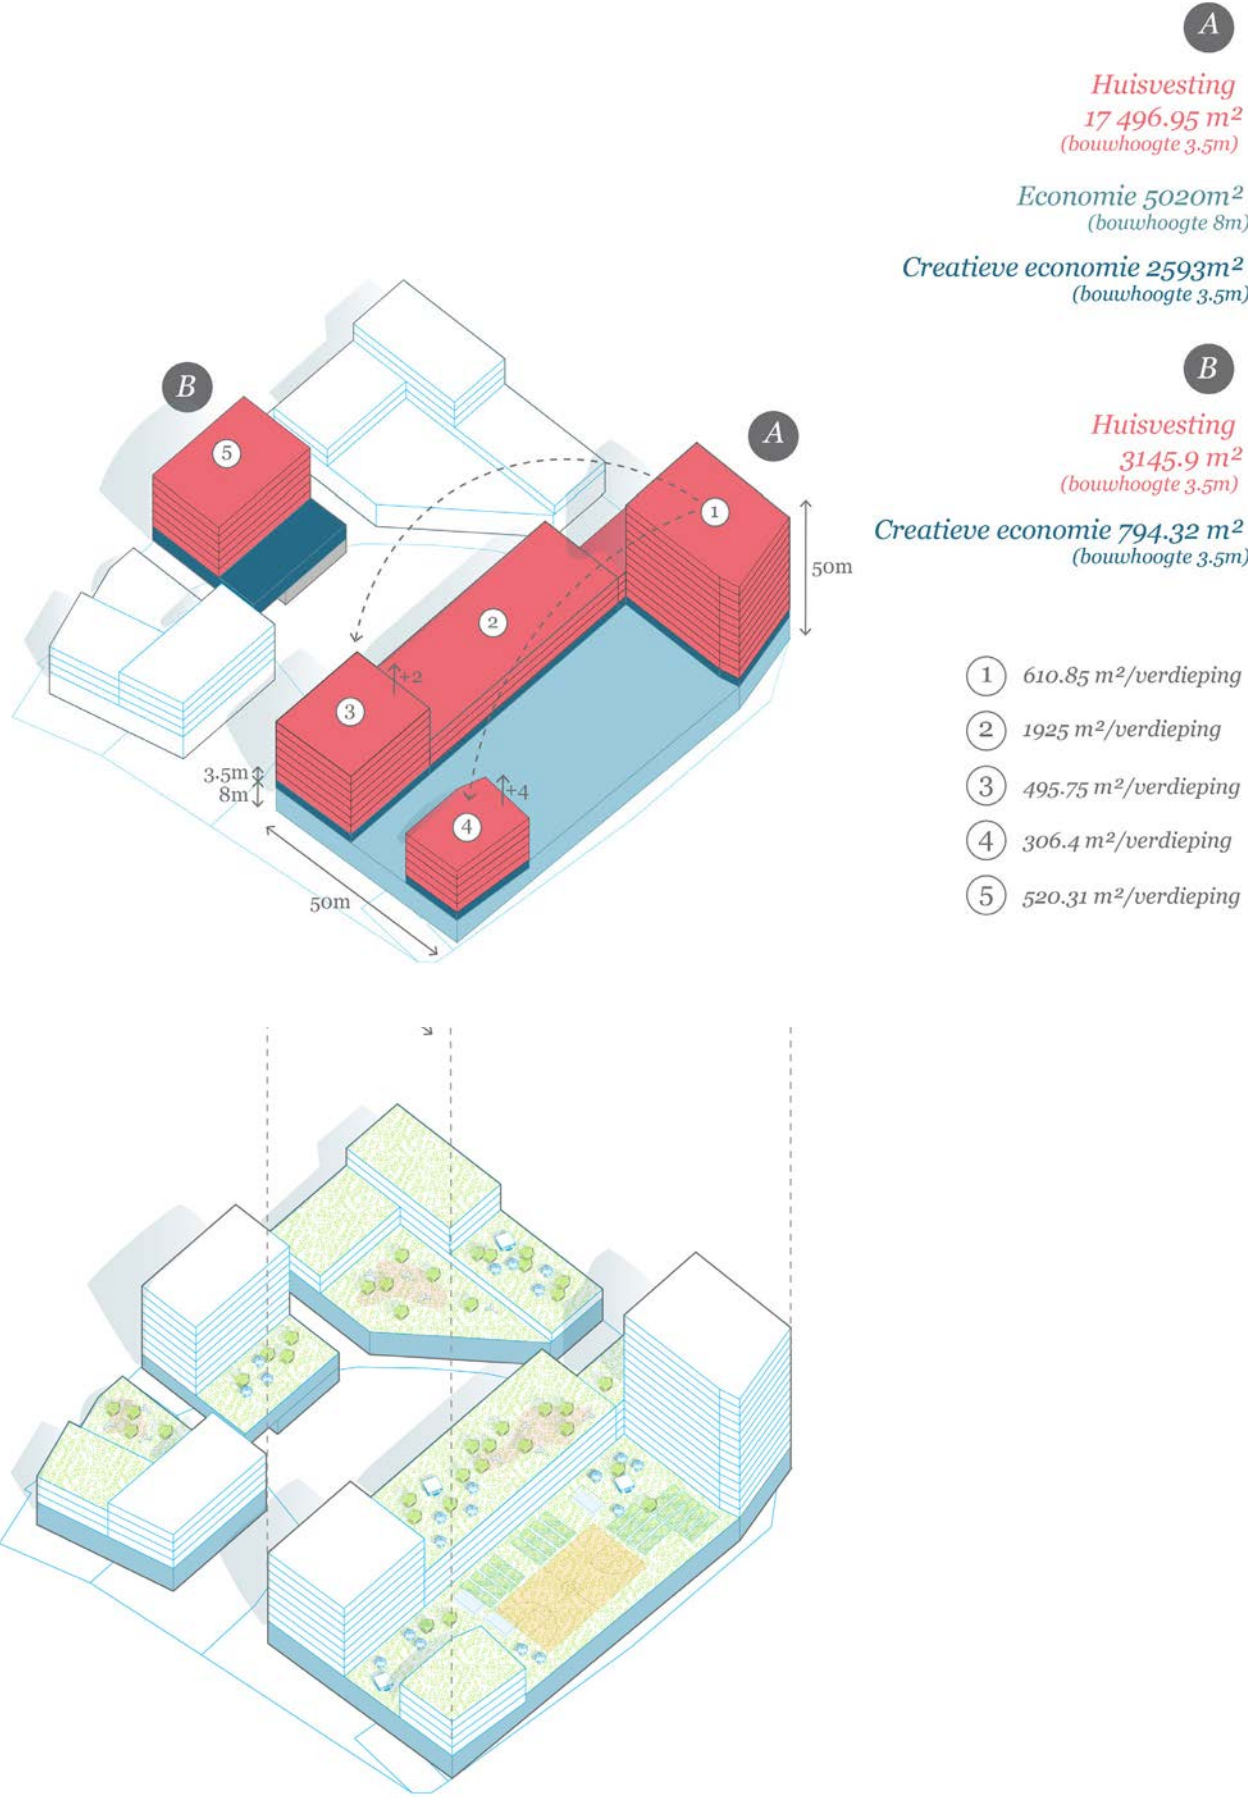 A
Huisvesting
17 496.95 m²
(bouwhoogte 3.5m)
Economie 5020m²
(bouwhoogte 8m)
Creatieve economie 2593m²
(bouwhoogte 3.5m)
B
Huisvesting
3145.9 m²
(bouwhoogte 3.5m)
Creatieve economie 794.32 m²
(bouwhoogte 3.5m)
1 610.85 m²/verdieping
2 1925 m²/verdieping
3 495.75 m²/verdieping
4 306.4 m²/verdieping
5 520.31 m²/verdieping
B
A
5
1
50m
2
+2
3
3.5m
8m
+4
4
50m